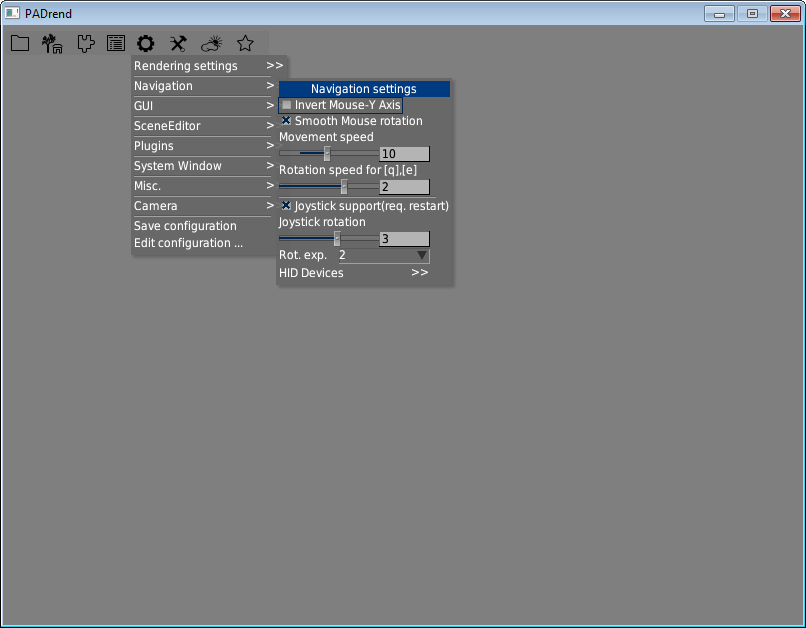 PADrend
Rendering settings >>
Navigation >
GUI >
SceneEditor >
Plugins >
System Window >
Misc. >
Camera >
Save configuration
Edit configuration ...
Navigation settings
Invert Mouse-Y Axis
Smooth Mouse rotation
Movement speed
10
Rotation speed for [q],[e]
2
Joystick support(req. restart)
Joystick rotation
3
Rot. exp. 2
HID Devices >>